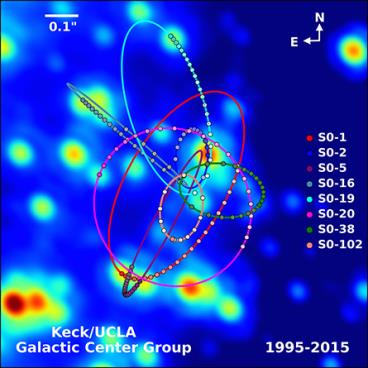 0.1"
N
E
S0-1
S0-2
S0-5
S0-16
S0-19
S0-20
S0-38
S0-102
Keck/UCLA
Galactic Center Group
1995-2015